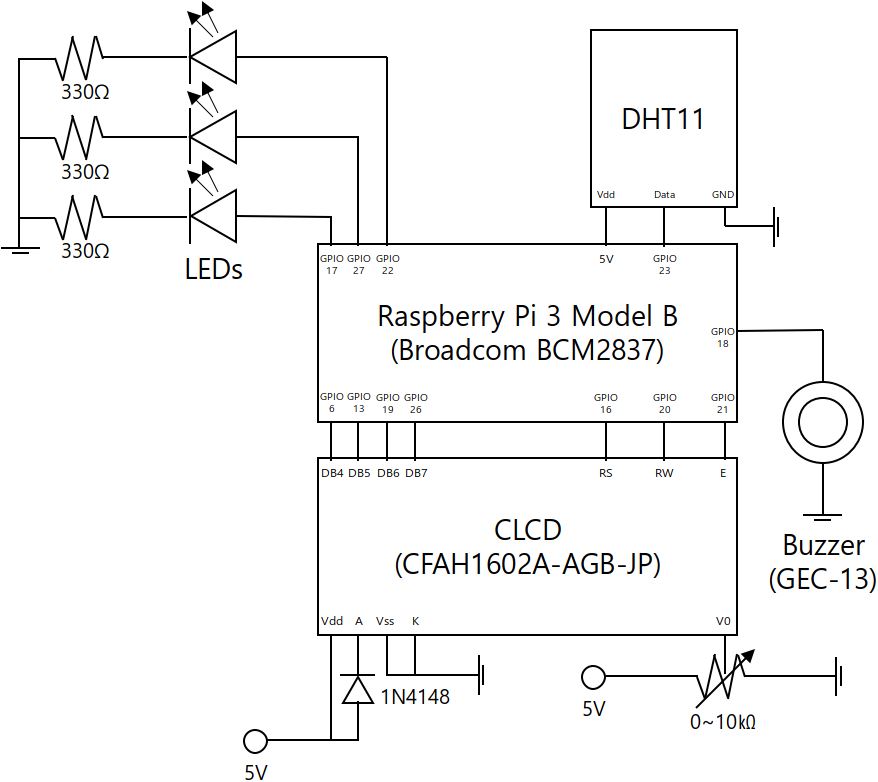 330Ω
330Ω
330Ω
LEDs
DHT11
Vdd Data GND
GPIO 17 GPIO 27 GPIO 22
5V GPIO 23
Raspberry Pi 3 Model B
(Broadcom BCM2837)
GPIO 18
GPIO 6 GPIO 13 GPIO 19 GPIO 26 GPIO 16 GPIO 20 GPIO 21
DB4 DB5 DB6 DB7 RS RW E
CLCD
(CFAH1602A-AGB-JP)
Buzzer
(GEC-13)
Vdd A Vss K V0
1N4148
5V
0~10㏀
5V